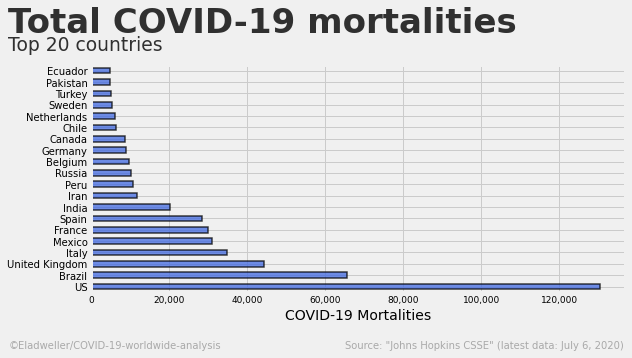 Total COVID-19 mortalities
Top 20 countries
Ecuador
Pakistan
Turkey
Sweden
Netherlands
Chile
Canada
Germany
Belgium
Russia
Peru
Iran
India
Spain
France
Mexico
Italy
United Kingdom
Brazil
US
0 20,000 40,000 60,000 80,000 100,000 120,000
COVID-19 Mortalities
©Eladweller/COVID-19-worldwide-analysis Source: "Johns Hopkins CSSE" (latest data: July 6, 2020)